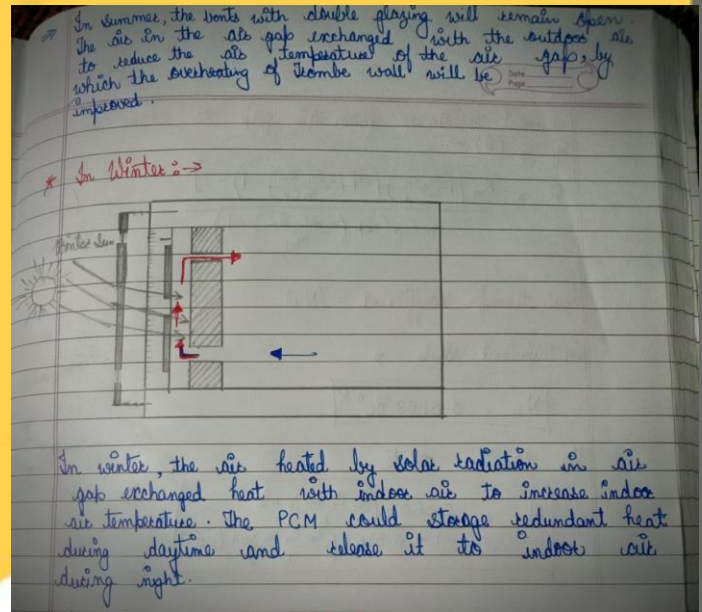 In summer, the vents with double glazing will remain open.
The air in the air gap exchanged with the outdoor air
to reduce the air temperature of the air gap, by
which the overheating of Trombe wall will be
Date
Page
improved.
* In Winter :→
Winter Sun
In winter, the air heated by solar radiation in air
gap exchanged heat with indoor air to increase indoor
air temperature. The PCM could storage redundant heat
during daytime and release it to indoor air
during night.